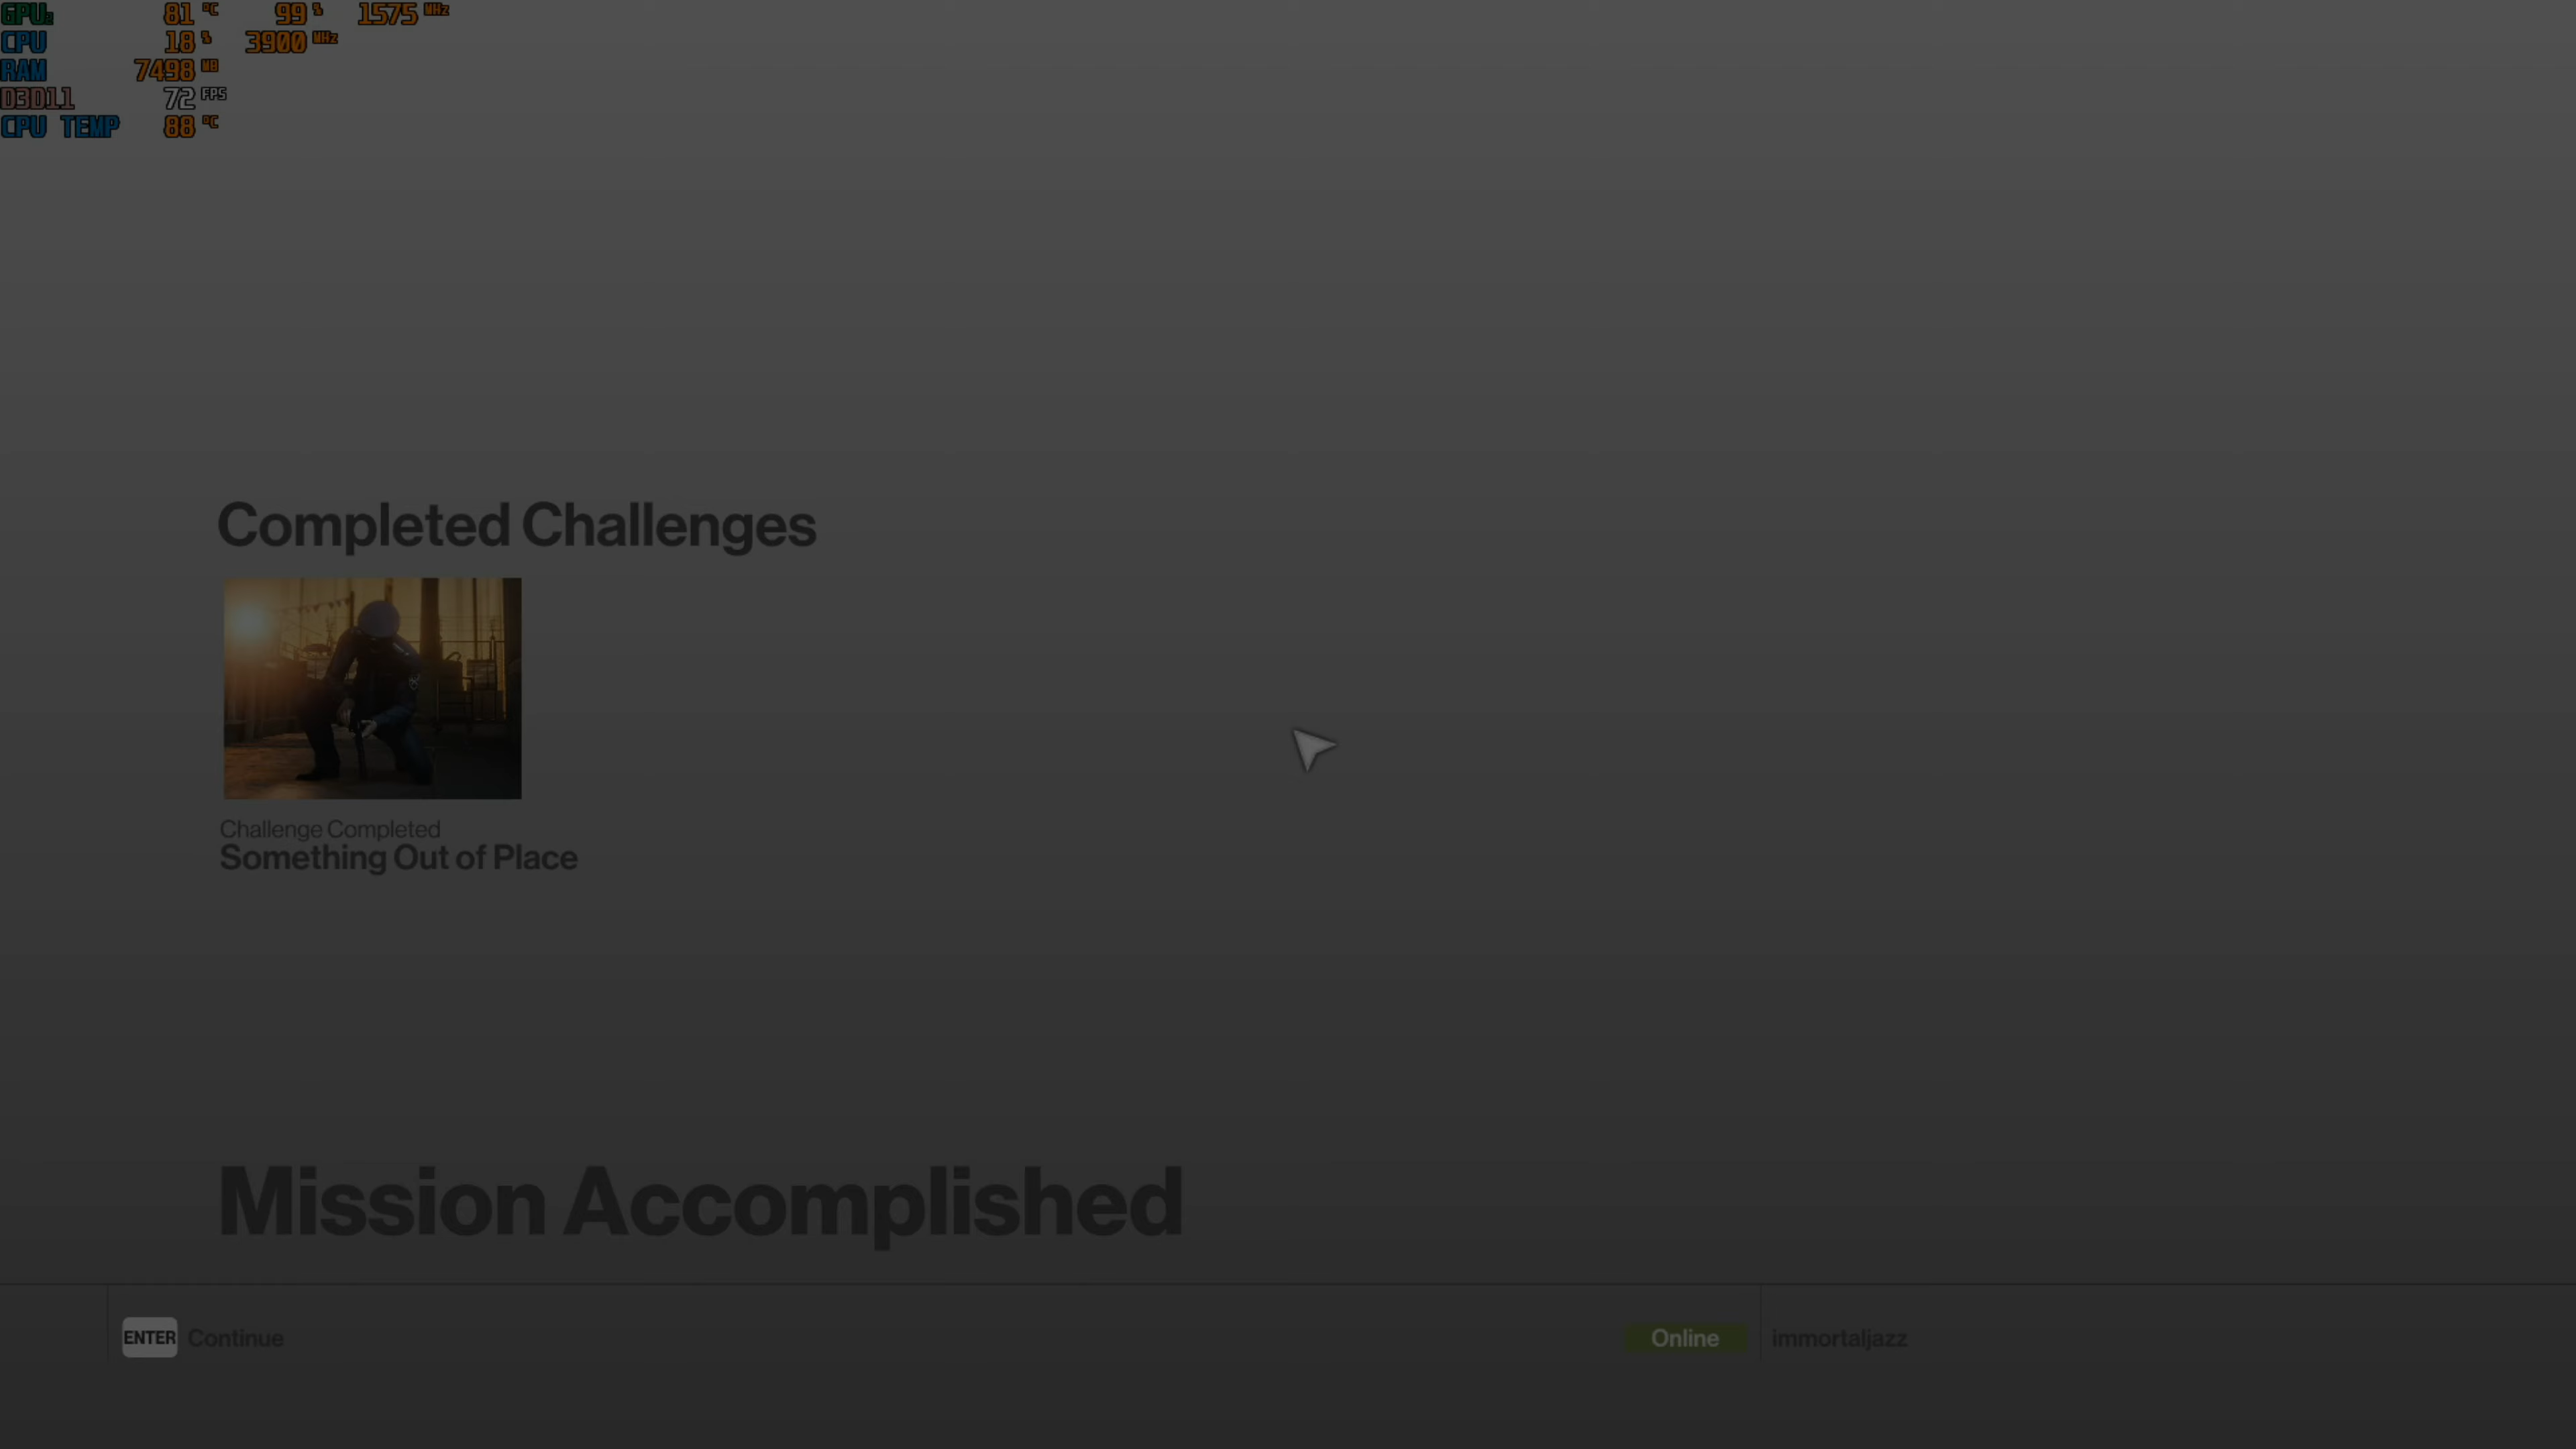 GPU2 81 °C 99 % 1575 MHz
CPU 18 % 3900 MHz
RAM 7498 MB
D3D11 72 FPS
CPU TEMP 88 °C
Completed Challenges
Challenge Completed
Something Out of Place
Mission Accomplished
ENTER Continue
Online immortaljazz